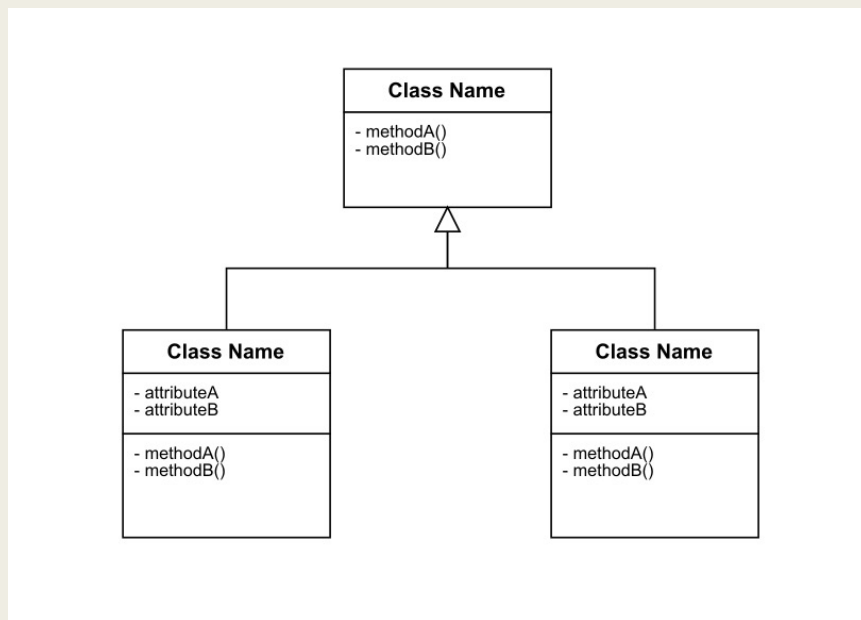 Class Name
- methodA()
- methodB()
Class Name
- attributeA
- attributeB
- methodA()
- methodB()
Class Name
- attributeA
- attributeB
- methodA()
- methodB()